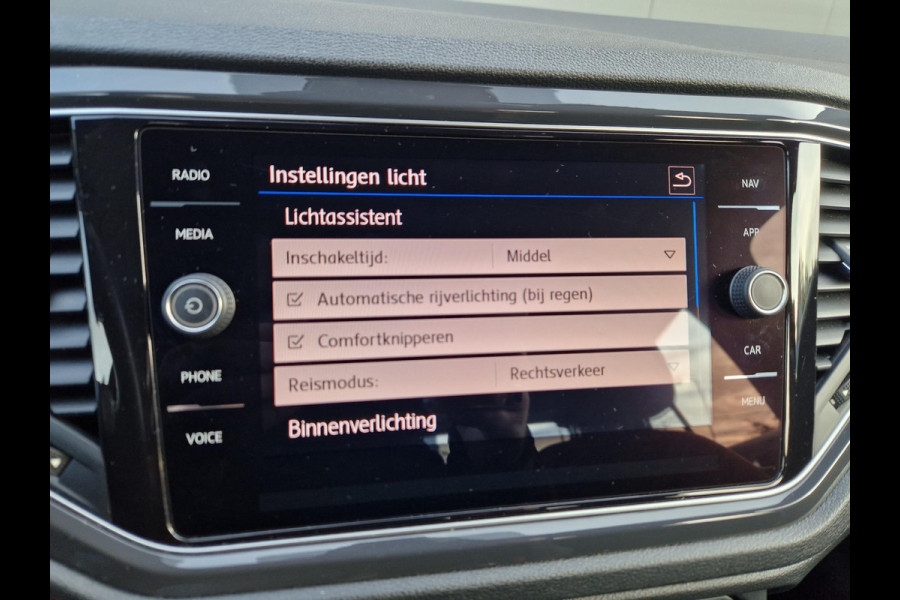 RADIO
MEDIA
PHONE
VOICE
Instellingen licht
Lichtassistent
Inschakeltijd: Middel
Automatische rijverlichting (bij regen)
Comfortknipperen
Reismodus: Rechtsverkeer
Binnenverlichting
NAV
APP
CAR
MENU